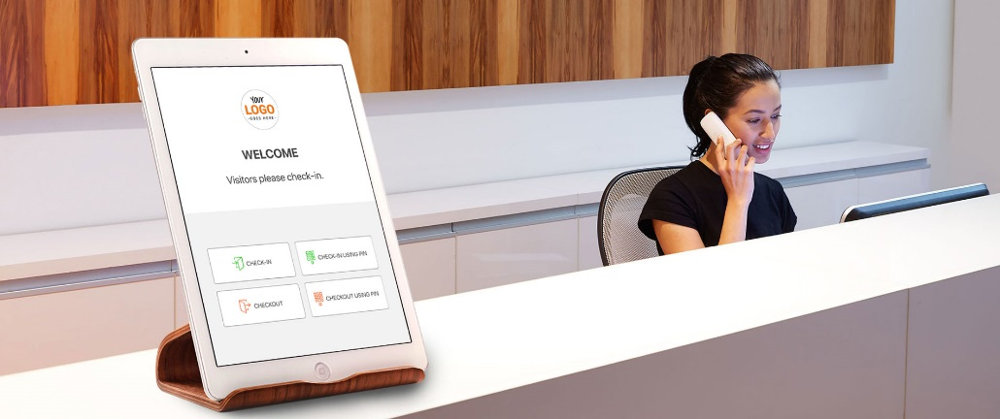 YOUR
LOGO
GOES HERE
WELCOME
Visitors please check-in.
CHECK-IN
CHECK-IN USING PIN
CHECKOUT
CHECKOUT USING PIN